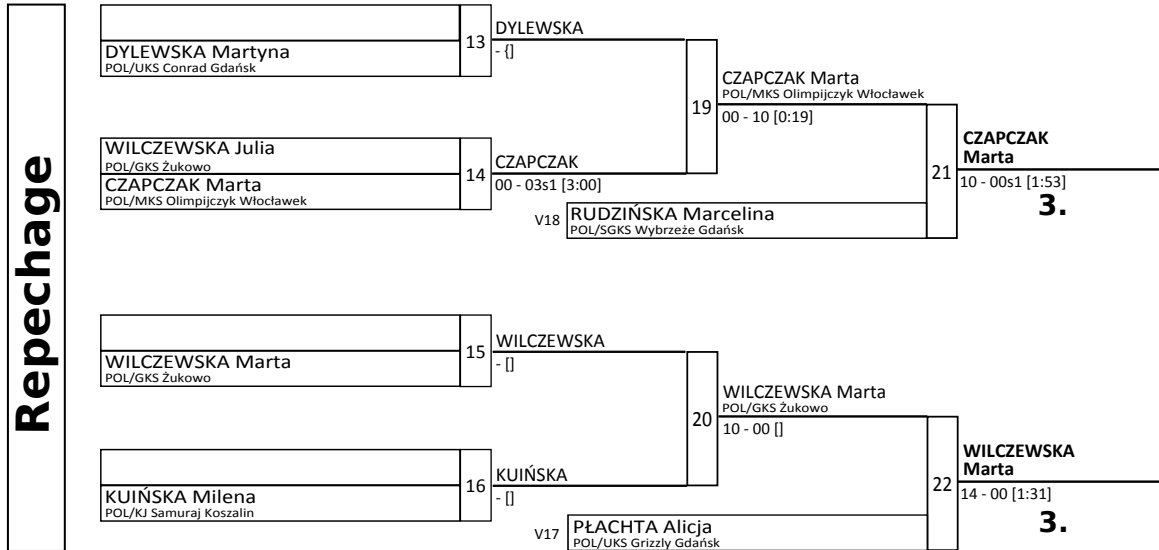 Repechage
13
DYLEWSKA Martyna
POL/UKS Conrad Gdańsk
DYLEWSKA
- {]
WILCZEWSKA Julia
POL/GKS Żukowo
14
CZAPCZAK Marta
POL/MKS Olimpijczyk Włocławek
CZAPCZAK
00 - 03s1 [3:00]
19
CZAPCZAK Marta
POL/MKS Olimpijczyk Włocławek
00 - 10 [0:19]
V18
RUDZIŃSKA Marcelina
POL/SGKS Wybrzeże Gdańsk
21
CZAPCZAK
Marta
10 - 00s1 [1:53]
3.
15
WILCZEWSKA Marta
POL/GKS Żukowo
WILCZEWSKA
- []
16
KUIŃSKA Milena
POL/KJ Samuraj Koszalin
KUIŃSKA
- []
20
WILCZEWSKA Marta
POL/GKS Żukowo
10 - 00 []
V17
PŁACHTA Alicja
POL/UKS Grizzly Gdańsk
22
WILCZEWSKA
Marta
14 - 00 [1:31]
3.